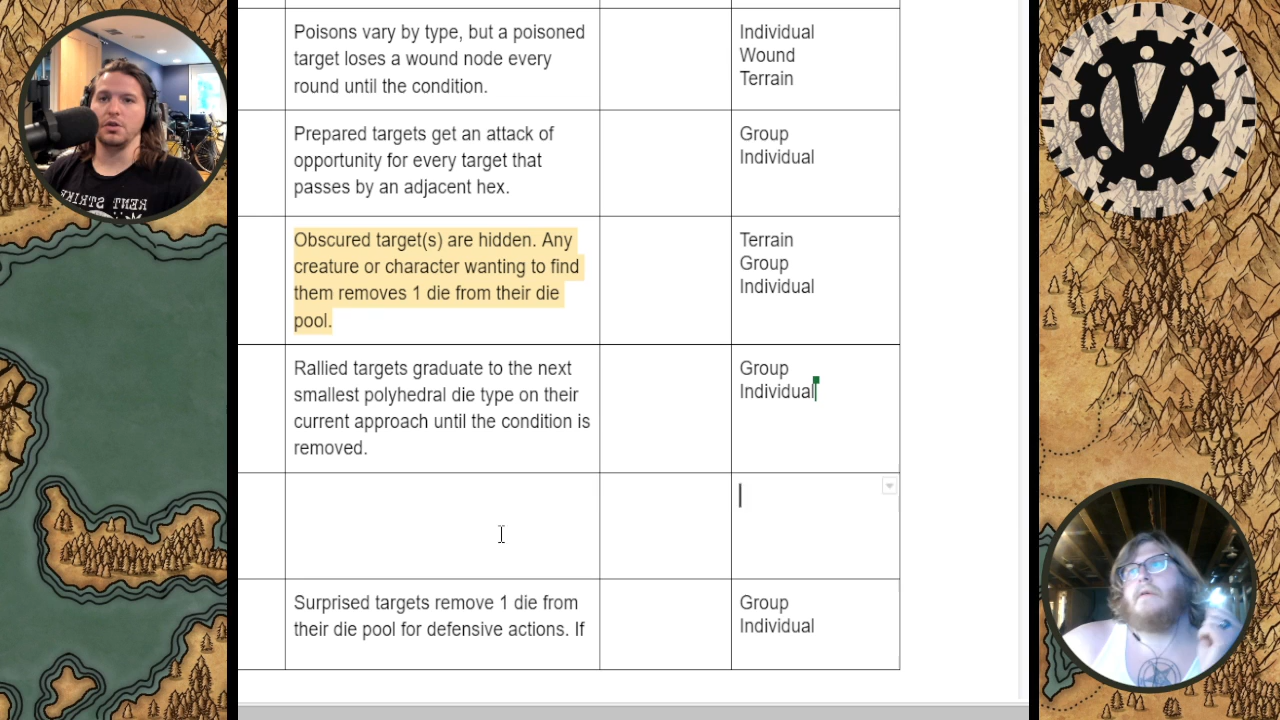 Poisons vary by type, but a poisoned
target loses a wound node every
round until the condition.
Individual
Wound
Terrain
Prepared targets get an attack of
opportunity for every target that
passes by an adjacent hex.
Group
Individual
Obscured target(s) are hidden. Any
creature or character wanting to find
them removes 1 die from their die
pool.
Terrain
Group
Individual
Rallied targets graduate to the next
smallest polyhedral die type on their
current approach until the condition is
removed.
Group
Individual
Surprised targets remove 1 die from
their die pool for defensive actions. If
Group
Individual
RENT STRIKE
V